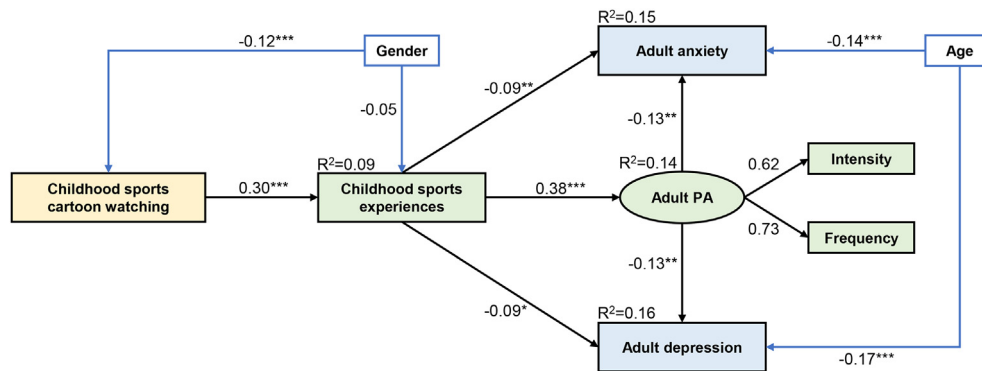 R²=0.15
-0.12***
Gender
Adult anxiety
-0.14***
Age
-0.09**
-0.05
-0.13**
R²=0.09
R²=0.14
0.62
Intensity
Childhood sports
cartoon watching
0.30***
Childhood sports
experiences
0.38***
Adult PA
0.73
Frequency
-0.13**
-0.09*
R²=0.16
Adult depression
-0.17***